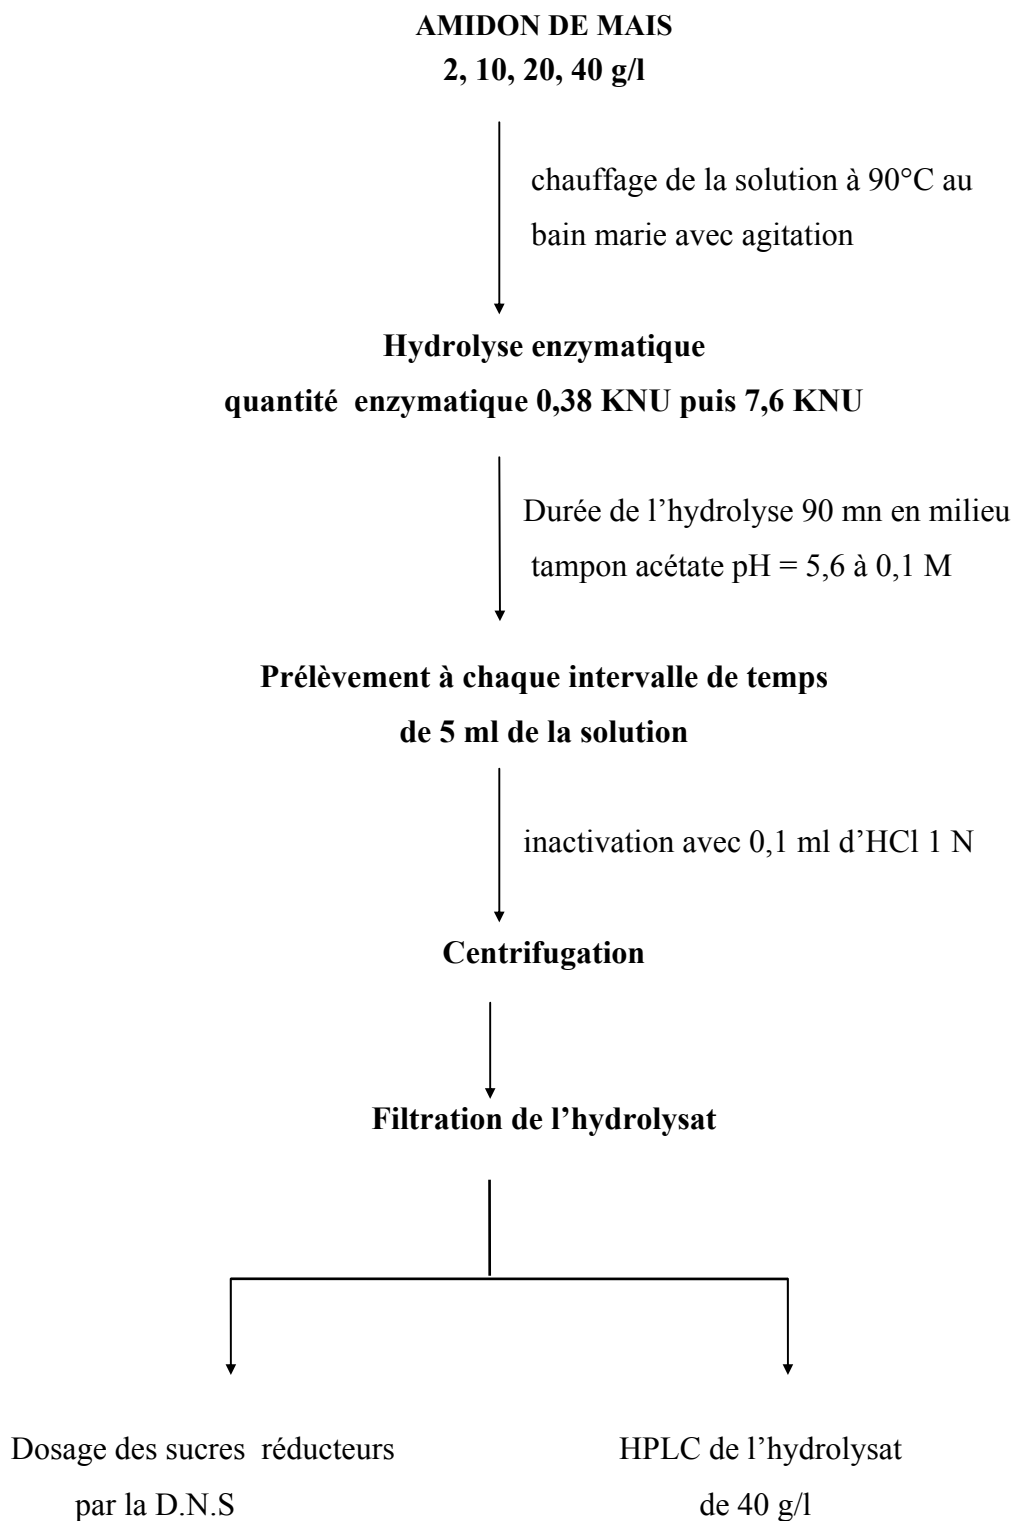 AMIDON DE MAIS
2, 10, 20, 40 g/l
chauffage de la solution à 90°C au
bain marie avec agitation
Hydrolyse enzymatique
quantité enzymatique 0,38 KNU puis 7,6 KNU
Durée de l’hydrolyse 90 mn en milieu
tampon acétate pH = 5,6 à 0,1 M
Prélèvement à chaque intervalle de temps
de 5 ml de la solution
inactivation avec 0,1 ml d’HCl 1 N
Centrifugation
Filtration de l’hydrolysat
Dosage des sucres réducteurs
par la D.N.S
HPLC de l’hydrolysat
de 40 g/l